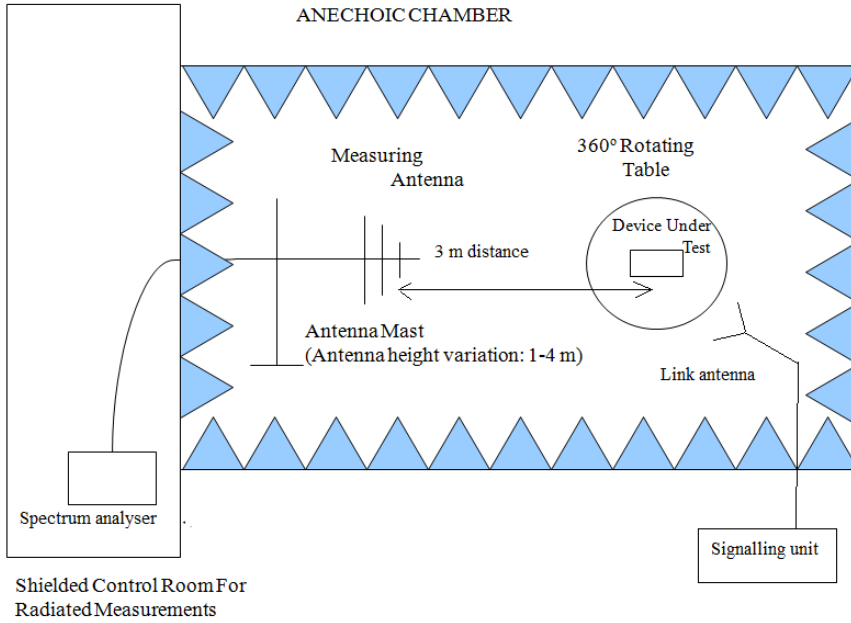 ANECHOIC CHAMBER
Measuring
Antenna
360º Rotating
Table
Device Under
Test
3 m distance
Antenna Mast
(Antenna height variation: 1-4 m)
Link antenna
Spectrum analyser
Signalling unit
Shielded Control Room For
Radiated Measurements